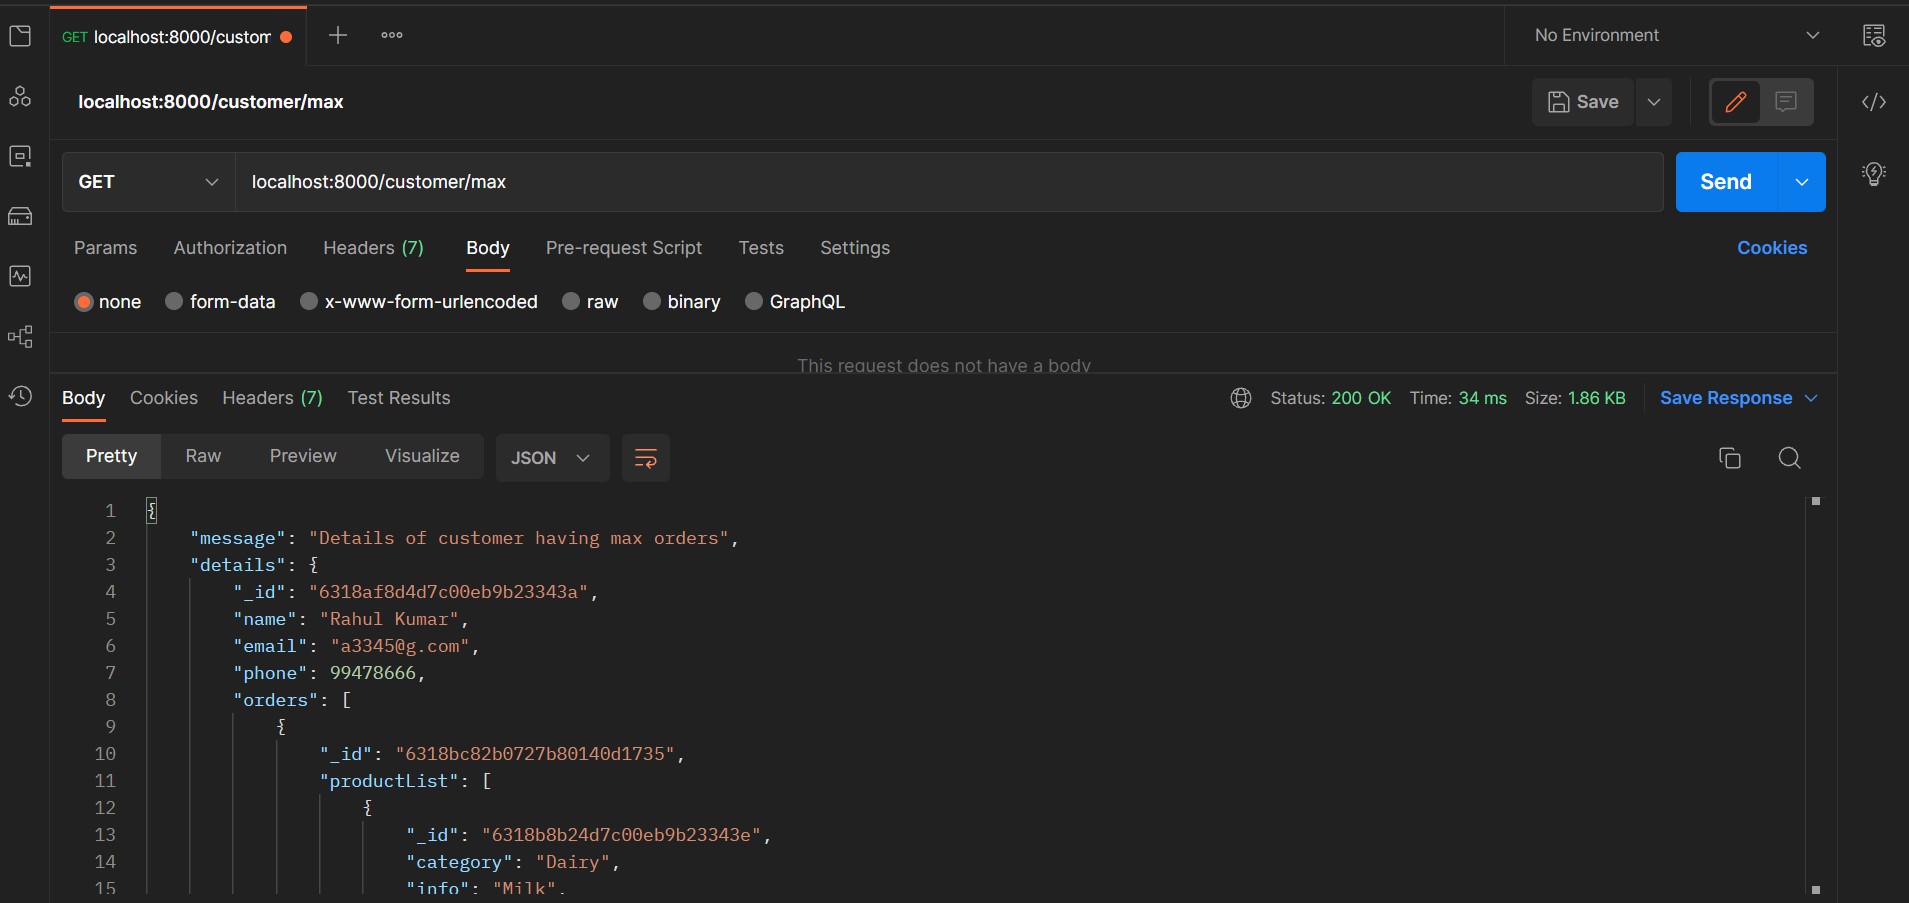 GET localhost:8000/custom
No Environment
localhost:8000/customer/max
Save
GET localhost:8000/customer/max Send
Params Authorization Headers (7) Body Pre-request Script Tests Settings Cookies
none form-data x-www-form-urlencoded raw binary GraphQL
This request does not have a body
Body Cookies Headers (7) Test Results Status: 200 OK Time: 34 ms Size: 1.86 KB Save Response
Pretty Raw Preview Visualize JSON
1 {
2 "message": "Details of customer having max orders",
3 "details": {
4 "_id": "6318af8d4d7c00eb9b23343a",
5 "name": "Rahul Kumar",
6 "email": "a3345@g.com",
7 "phone": 99478666,
8 "orders": [
9 {
10 "_id": "6318bc82b0727b80140d1735",
11 "productList": [
12 {
13 "_id": "6318b8b24d7c00eb9b23343e",
14 "category": "Dairy",
15 "info": "Milk",